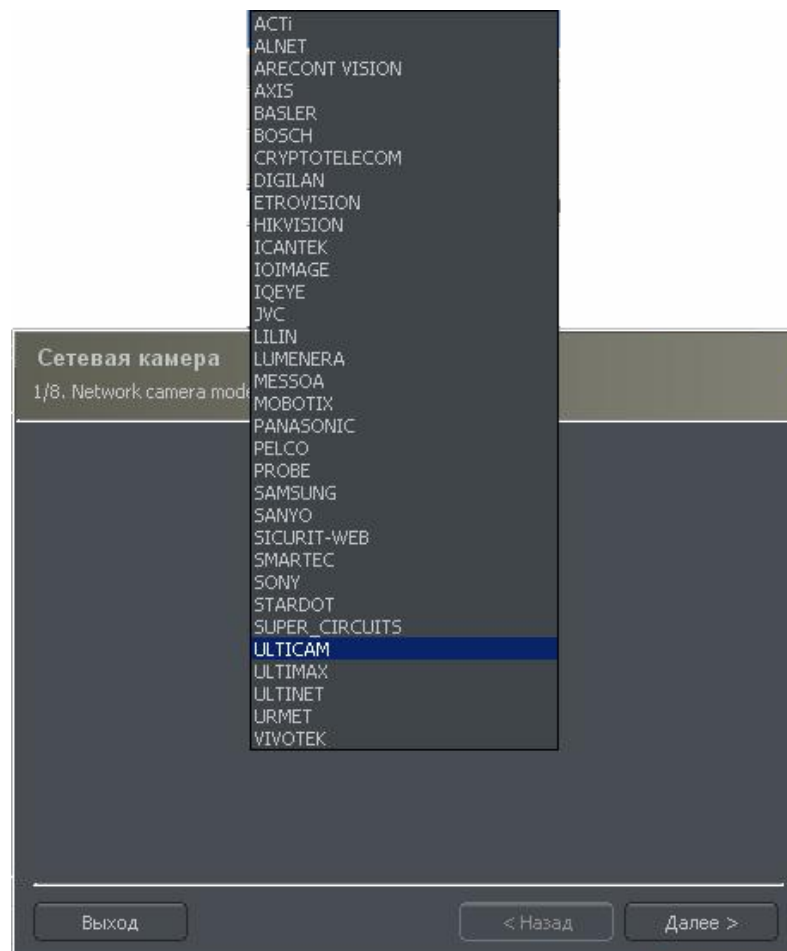 ACTi
ALNET
ARECONT VISION
AXIS
BASLER
BOSCH
CRYPTOTELECOM
DIGILAN
ETROVISION
HIKVISION
ICANTEK
IOIMAGE
IQEYE
JVC
LILIN
LUMENERA
MESSOA
MOBOTIX
PANASONIC
PELCO
PROBE
SAMSUNG
SANYO
SICURIT-WEB
SMARTEC
SONY
STARDOT
SUPER_CIRCUITS
ULTICAM
ULTIMAX
ULTINET
URMET
VIVOTEK
Сетевая камера
1/8. Network camera mode
Выход
< Назад
Далее >